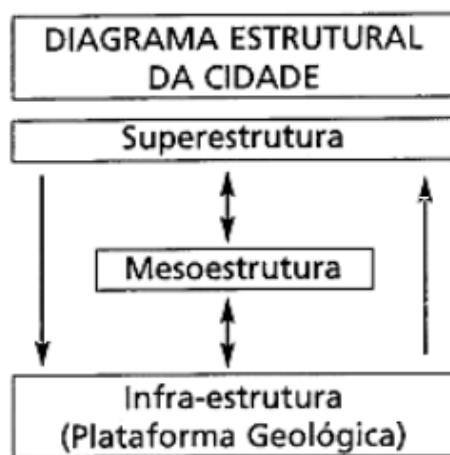 DIAGRAMA ESTRUTURAL
DA CIDADE
Superestrutura
Mesoestrutura
Infra-estrutura
(Plataforma Geológica)